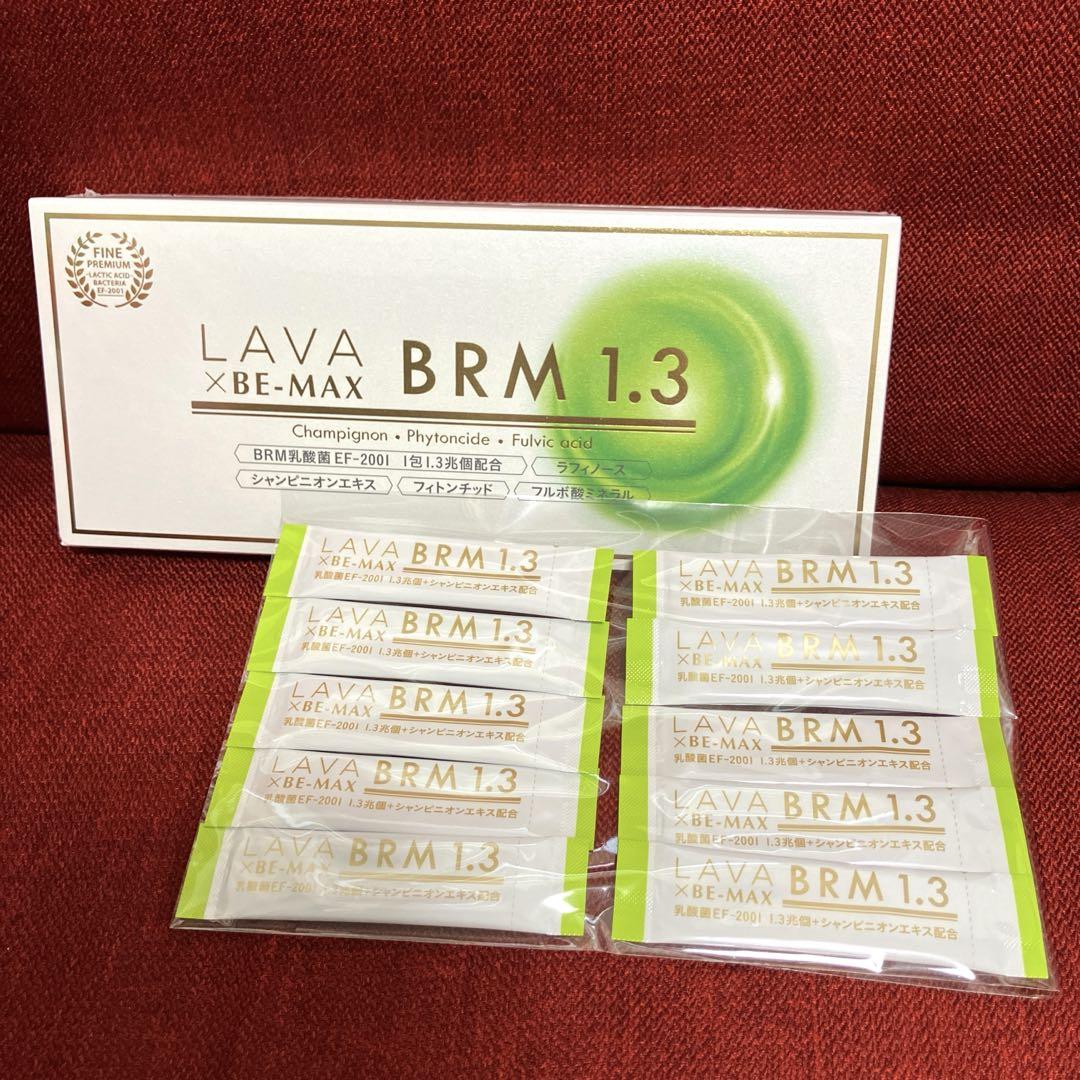 FINE
PREMIUM
-LACTIC ACID-
BACTERIA
EF-2001
LAVA
×BE-MAX
BRM 1.3
Champignon • Phytoncide • Fulvic acid
BRM乳酸菌 EF-2001 1包1.3兆個配合
ラフィノース
シャンピニオンエキス
フィトンチッド
フルボ酸ミネラル
LAVA
×BE-MAX
BRM 1.3
乳酸菌EF-2001 1.3兆個+シャンピニオンエキス配合
LAVA
×BE-MAX
BRM 1.3
乳酸菌EF-2001 1.3兆個+シャンピニオンエキス配合
LAVA
×BE-MAX
BRM 1.3
乳酸菌EF-2001 1.3兆個+シャンピニオンエキス配合
LAVA
×BE-MAX
BRM 1.3
乳酸菌EF-2001 1.3兆個+シャンピニオンエキス配合
LAVA
×BE-MAX
BRM 1.3
乳酸菌EF-2001 1.3兆個+シャンピニオンエキス配合
LAVA
×BE-MAX
BRM 1.3
乳酸菌EF-2001 1.3兆個+シャンピニオンエキス配合
LAVA
×BE-MAX
BRM 1.3
乳酸菌EF-2001 1.3兆個+シャンピニオンエキス配合
LAVA
×BE-MAX
BRM 1.3
乳酸菌EF-2001 1.3兆個+シャンピニオンエキス配合
LAVA
×BE-MAX
BRM 1.3
乳酸菌EF-2001 1.3兆個+シャンピニオンエキス配合
LAVA
×BE-MAX
BRM 1.3
乳酸菌EF-2001 1.3兆個+シャンピニオンエキス配合